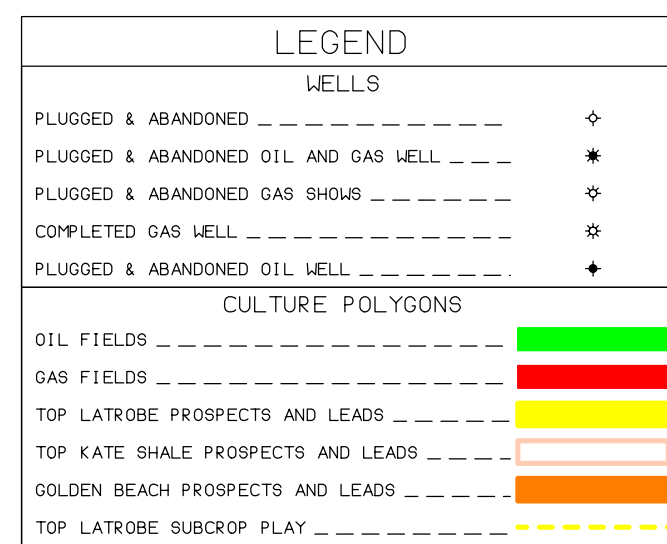 LEGEND
WELLS
PLUGGED & ABANDONED
PLUGGED & ABANDONED OIL AND GAS WELL
PLUGGED & ABANDONED GAS SHOWS
COMPLETED GAS WELL
PLUGGED & ABANDONED OIL WELL
CULTURE POLYGONS
OIL FIELDS
GAS FIELDS
TOP LATROBE PROSPECTS AND LEADS
TOP KATE SHALE PROSPECTS AND LEADS
GOLDEN BEACH PROSPECTS AND LEADS
TOP LATROBE SUBCROP PLAY